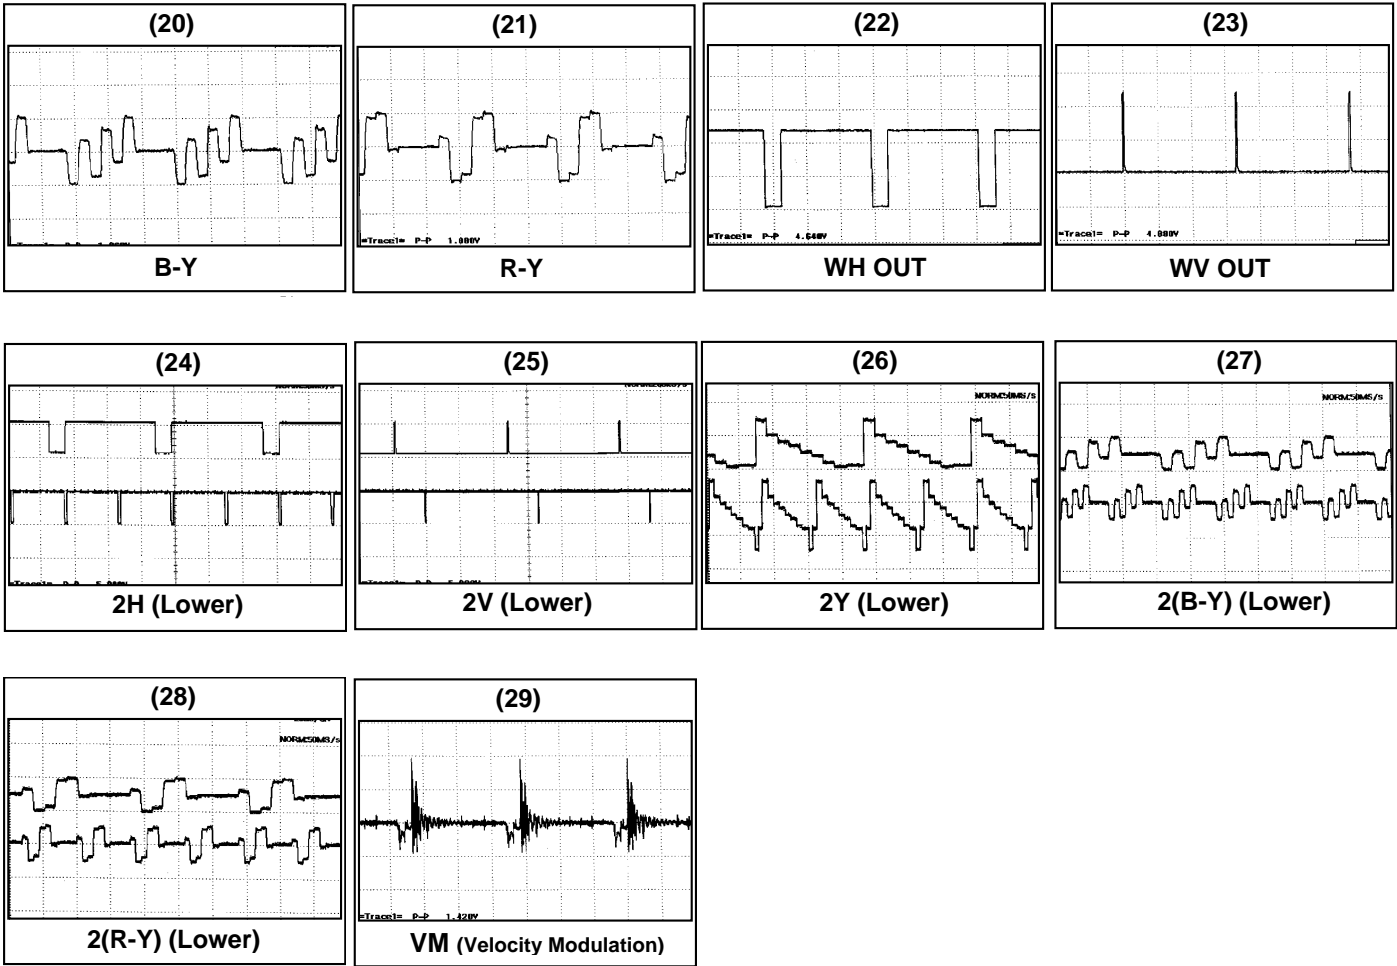 (20)
B-Y
(21)
=Trace1= P-P 1.080V
R-Y
(22)
=Trace1= P-P 4.640V
WH OUT
(23)
=Trace1= P-P 4.880V
WV OUT
(24)
2H (Lower)
(25)
2V (Lower)
(26)
NORM:50MS/s
2Y (Lower)
(27)
NORM:50MS/s
2(B-Y) (Lower)
(28)
NORM:50MS/s
2(R-Y) (Lower)
(29)
=Trace1= P-P 1.420V
VM (Velocity Modulation)